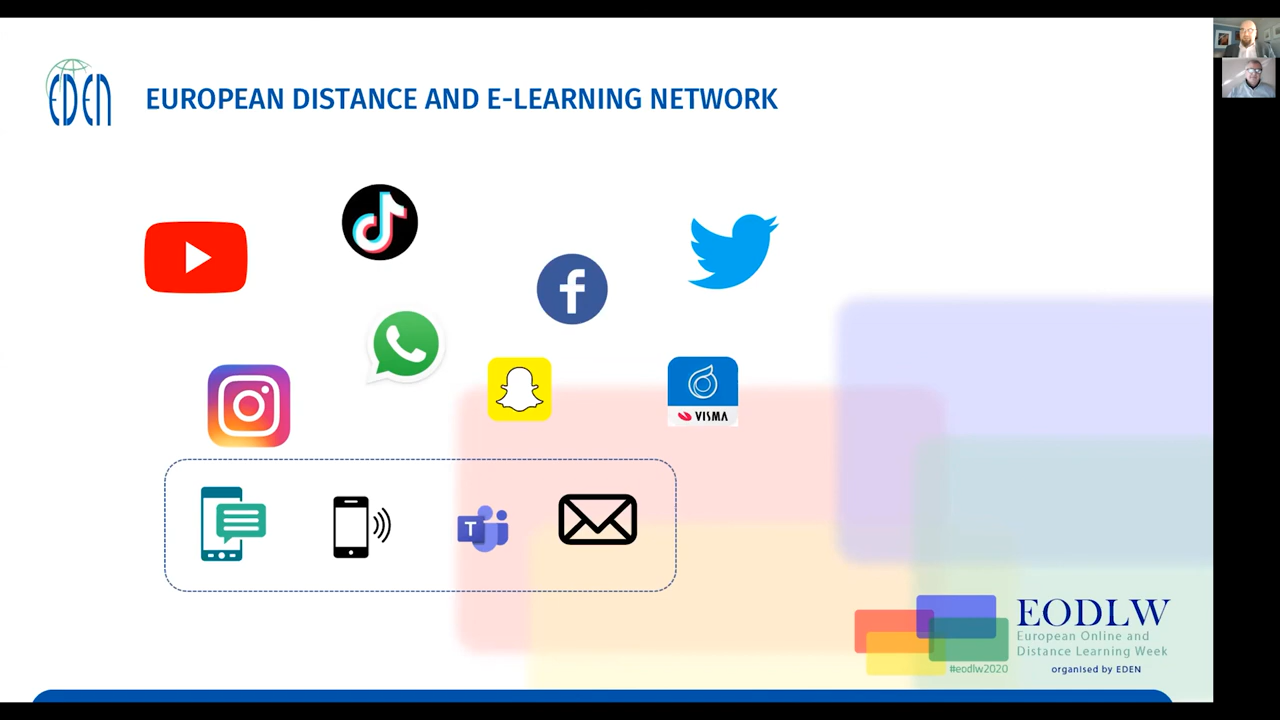 EDEN
EUROPEAN DISTANCE AND E-LEARNING NETWORK
f
VISMA
T
EODLW
European Online and
Distance Learning Week
#eodlw2020
organised by EDEN